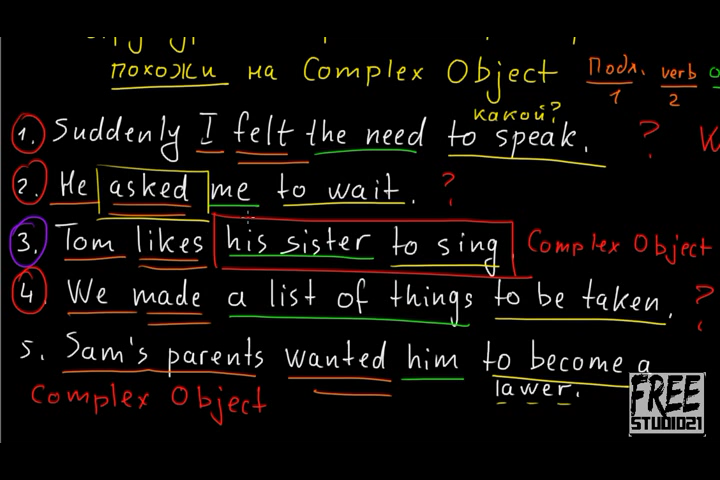 похожи на Complex Object Подл. verb
1 2
какой?
1. Suddenly I felt the need to speak. ?
2. He asked me to wait. ?
3. Tom likes his sister to sing Complex Object
4. We made a list of things to be taken. ?
5. Sam's parents wanted him to become a
lawer.
Complex Object
FREE
STUDIO21